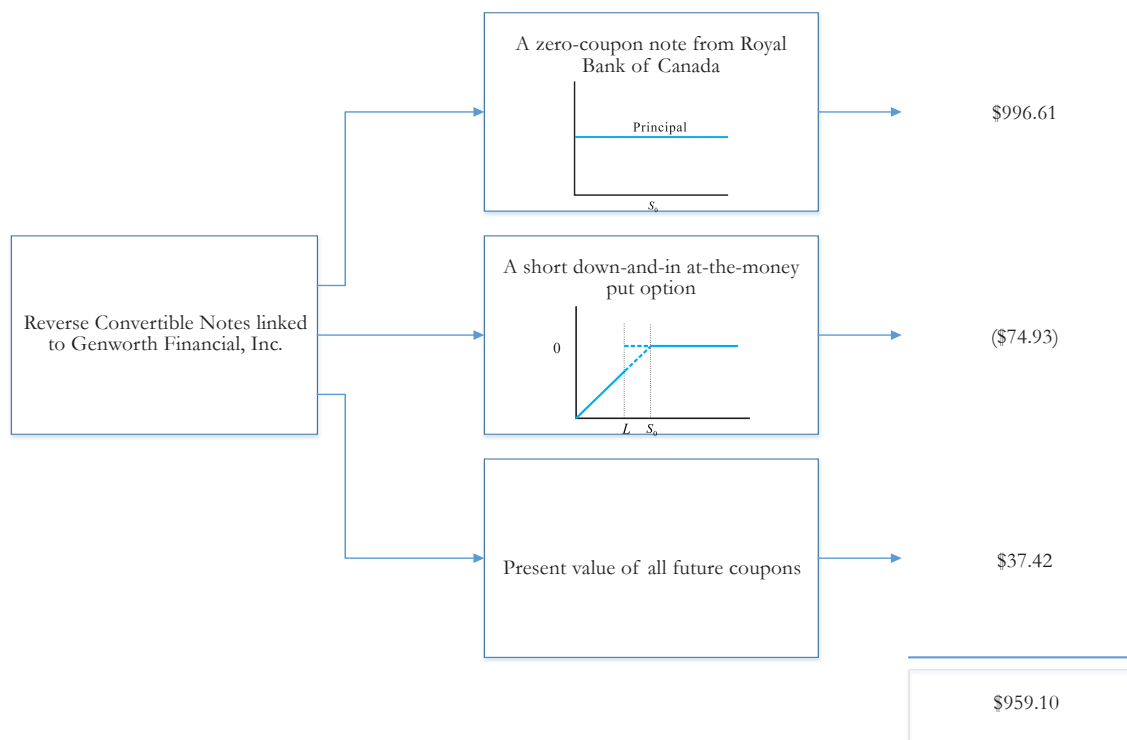 A zero-coupon note from Royal
Bank of Canada
Principal
S₀
$996.61
Reverse Convertible Notes linked
to Genworth Financial, Inc.
A short down-and-in at-the-money
put option
0
L S₀
($74.93)
Present value of all future coupons
$37.42
$959.10